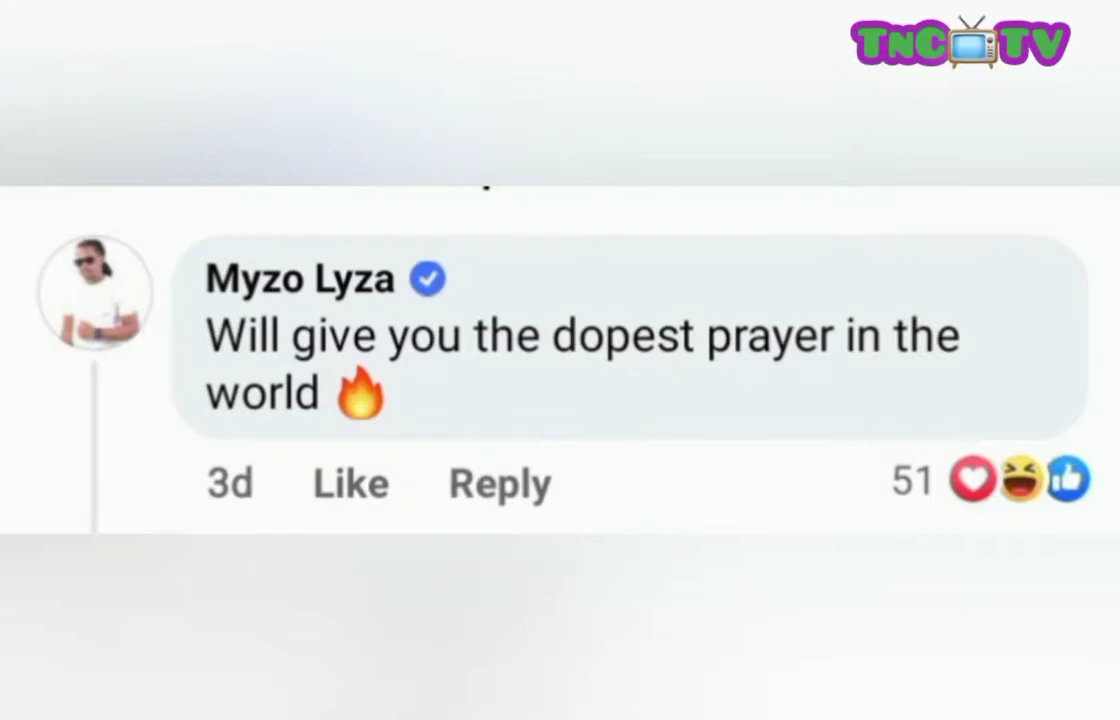 TNC TV
Myzo Lyza
Will give you the dopest prayer in the
world 🔥
3d Like Reply 51